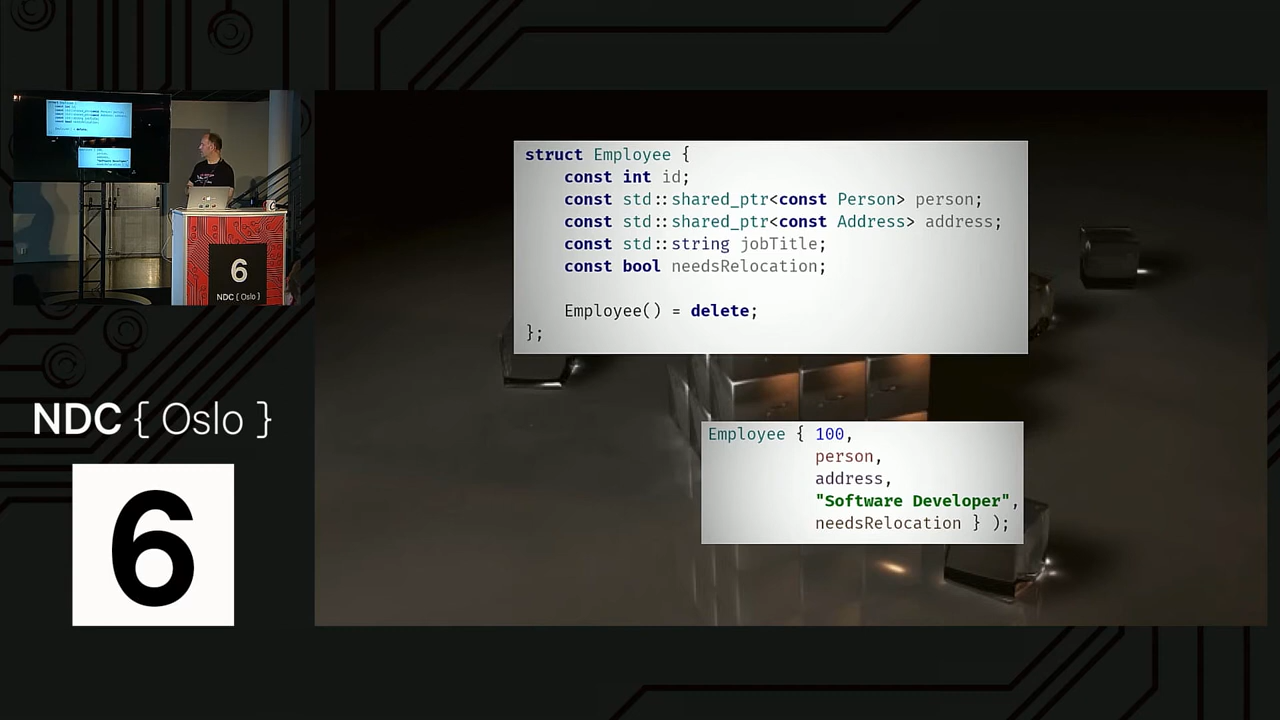 struct Employee {
const int id;
const std::shared_ptr<const Person> person;
const std::shared_ptr<const Address> address;
const std::string jobTitle;
const bool needsRelocation;
Employee() = delete;
};
Employee { 100,
person,
address,
"Software Developer",
needsRelocation } );
6
NDC { Oslo }
NDC { Oslo }
6